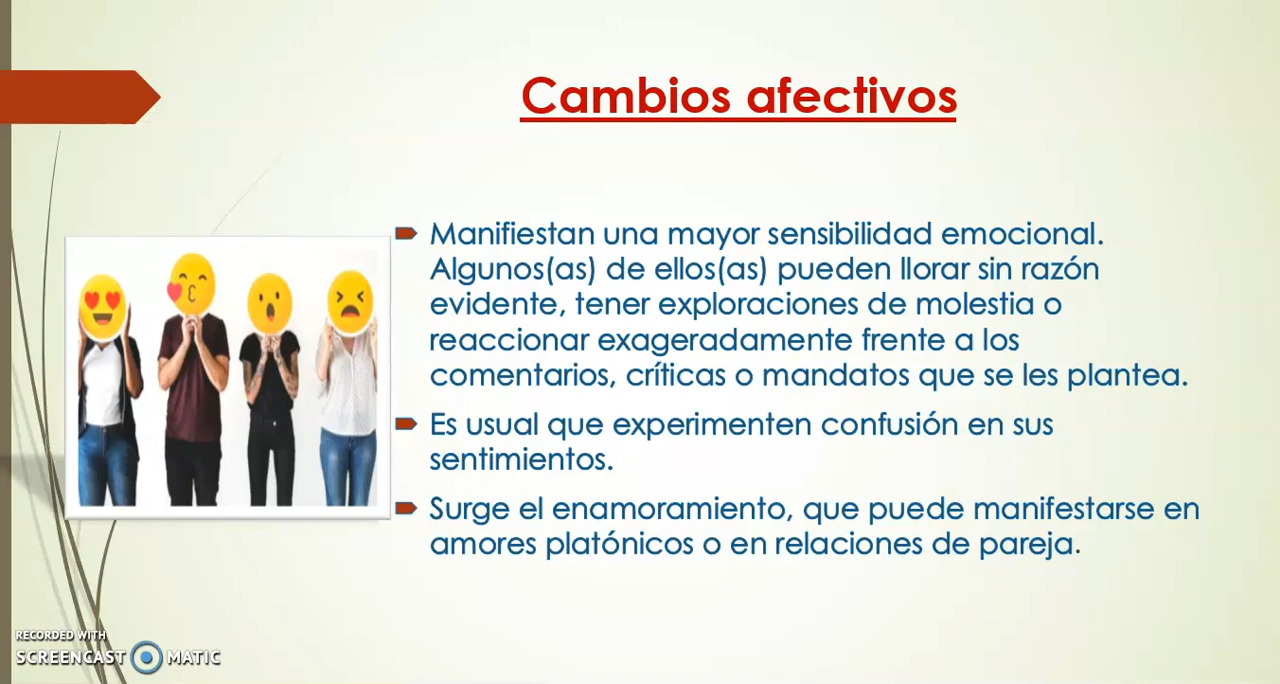 Cambios afectivos
Manifiestan una mayor sensibilidad emocional.
Algunos(as) de ellos(as) pueden llorar sin razón
evidente, tener exploraciones de molestia o
reaccionar exageradamente frente a los
comentarios, críticas o mandatos que se les plantea.
Es usual que experimenten confusión en sus
sentimientos.
Surge el enamoramiento, que puede manifestarse en
amores platónicos o en relaciones de pareja.
RECORDED WITH
SCREENCAST MATIC